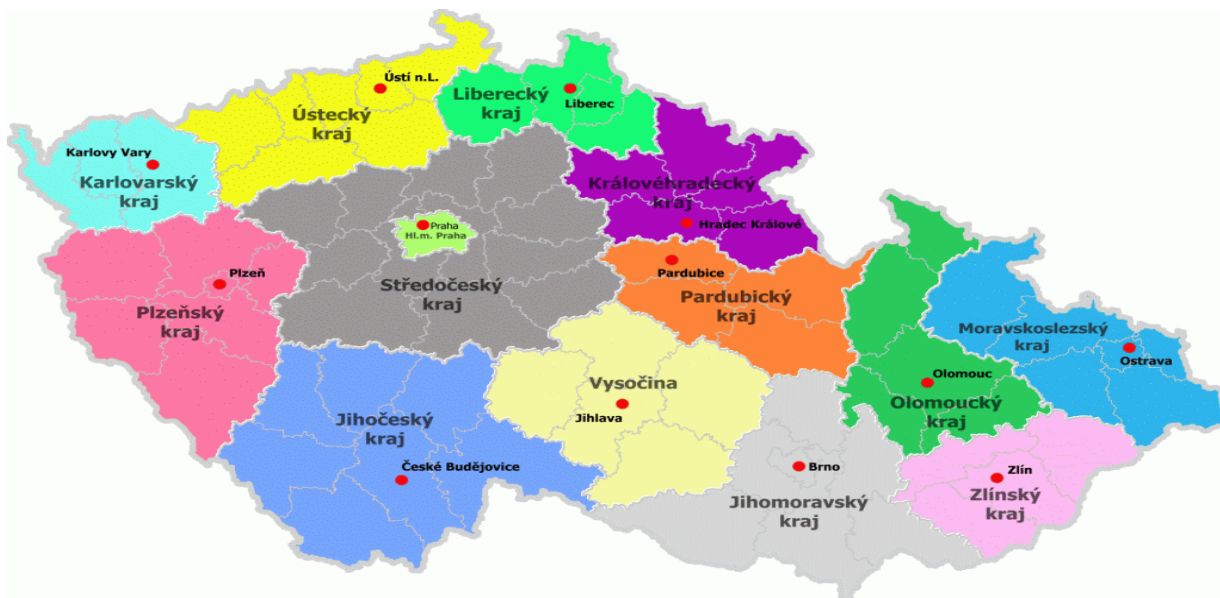 Ústí n.L.
Ústecký
kraj
Liberecký
kraj
Liberec
Karlovy Vary
Karlovarský
kraj
Královéhradecký
kraj
Hradec Králové
Praha
Hl.m. Praha
Středočeský
kraj
Plzeň
Plzeňský
kraj
Pardubice
Pardubický
kraj
Moravskoslezský
kraj
Ostrava
Olomouc
Olomoucký
kraj
Vysočina
Jihlava
Jihočeský
kraj
České Budějovice
Brno
Jihomoravský
kraj
Zlín
Zlínský
kraj